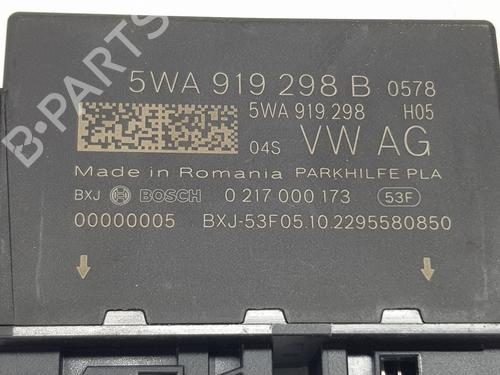 5WA 919 298 B 0578
5WA 919 298 H05
04S VW AG
Made in Romania PARKHILFE PLA
BXJ BOSCH 0 217 000 173 53F
00000005 BXJ-53F05.10.2295580850
B-PARTS